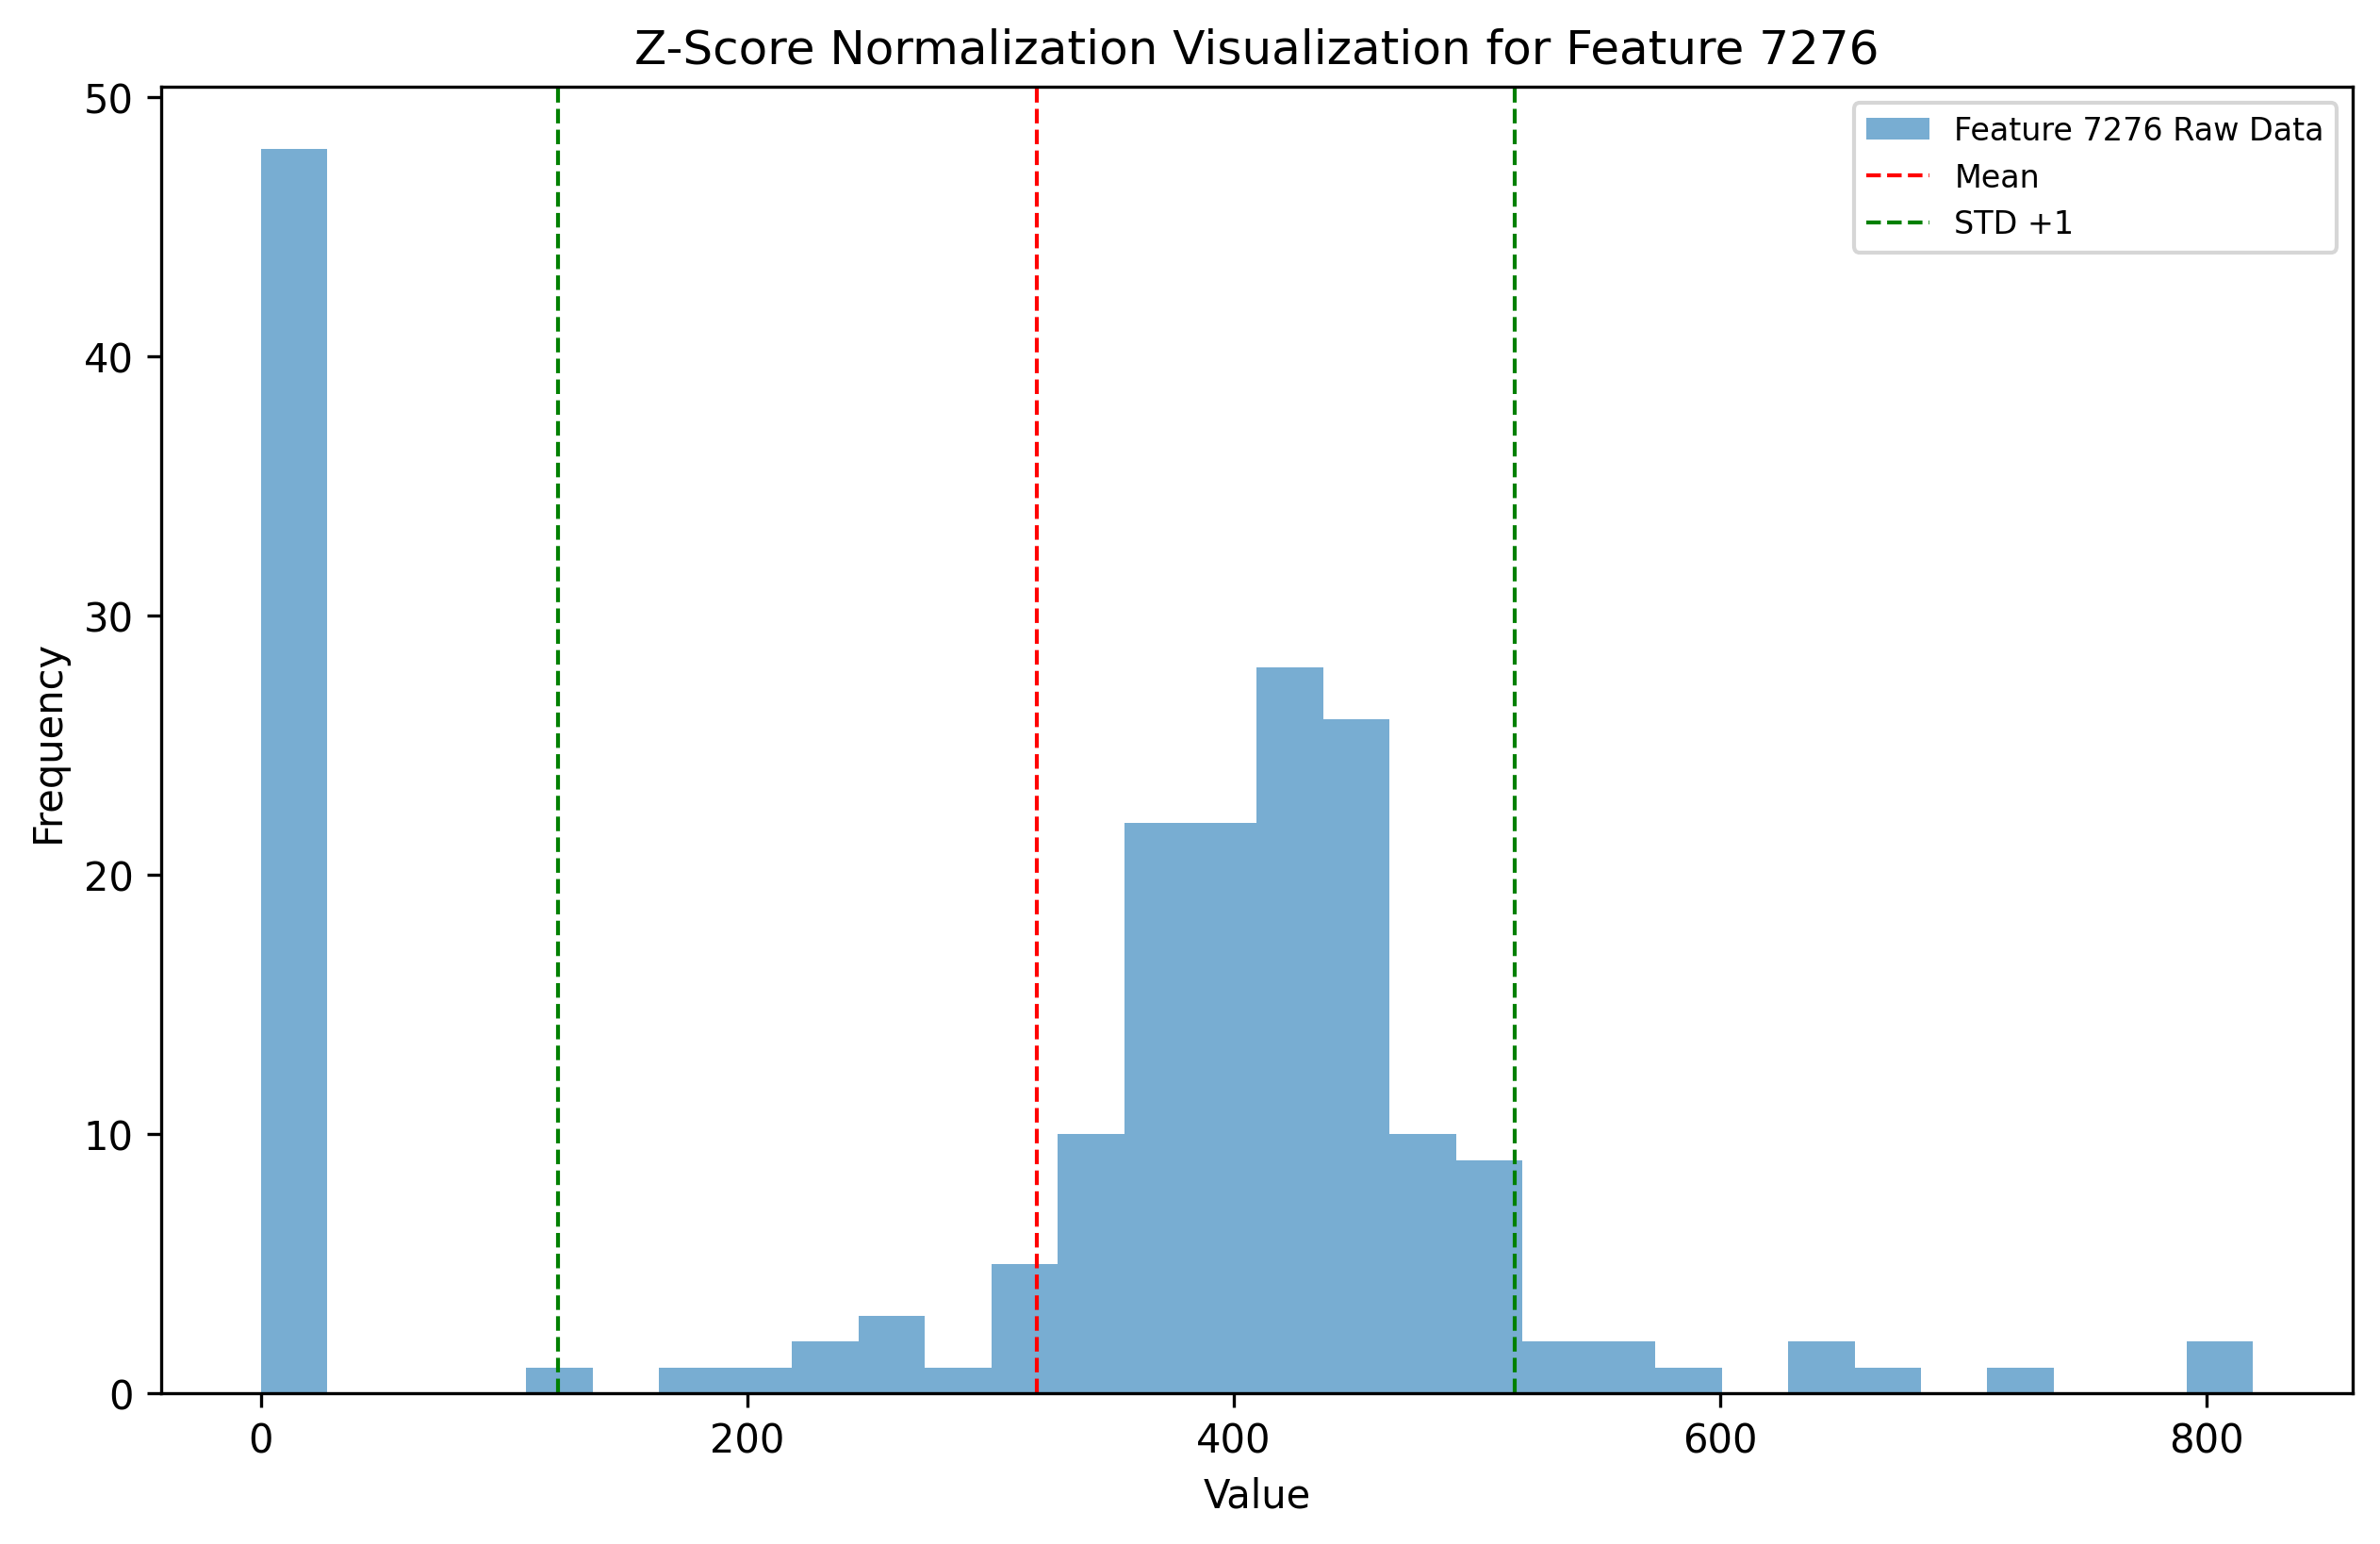 Z-Score Normalization Visualization for Feature 7276
Feature 7276 Raw Data
Mean
STD +1
Frequency
50
40
30
20
10
0
0 200 400 600 800
Value